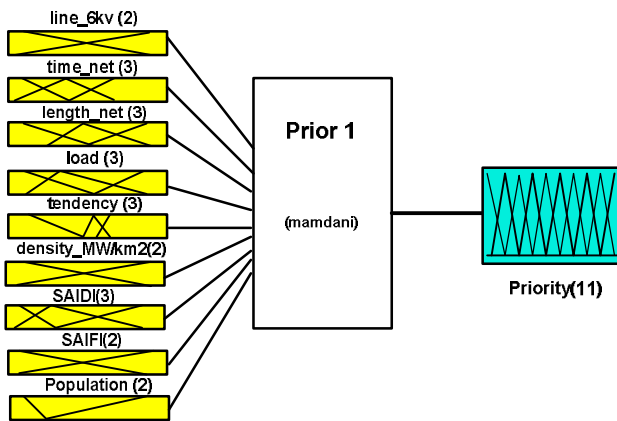 line_6kv (2)
time_net (3)
length_net (3)
load (3)
tendency (3)
density_MW/km2(2)
SAIDI(3)
SAIFI(2)
Population (2)
Prior 1
(mamdani)
Priority(11)